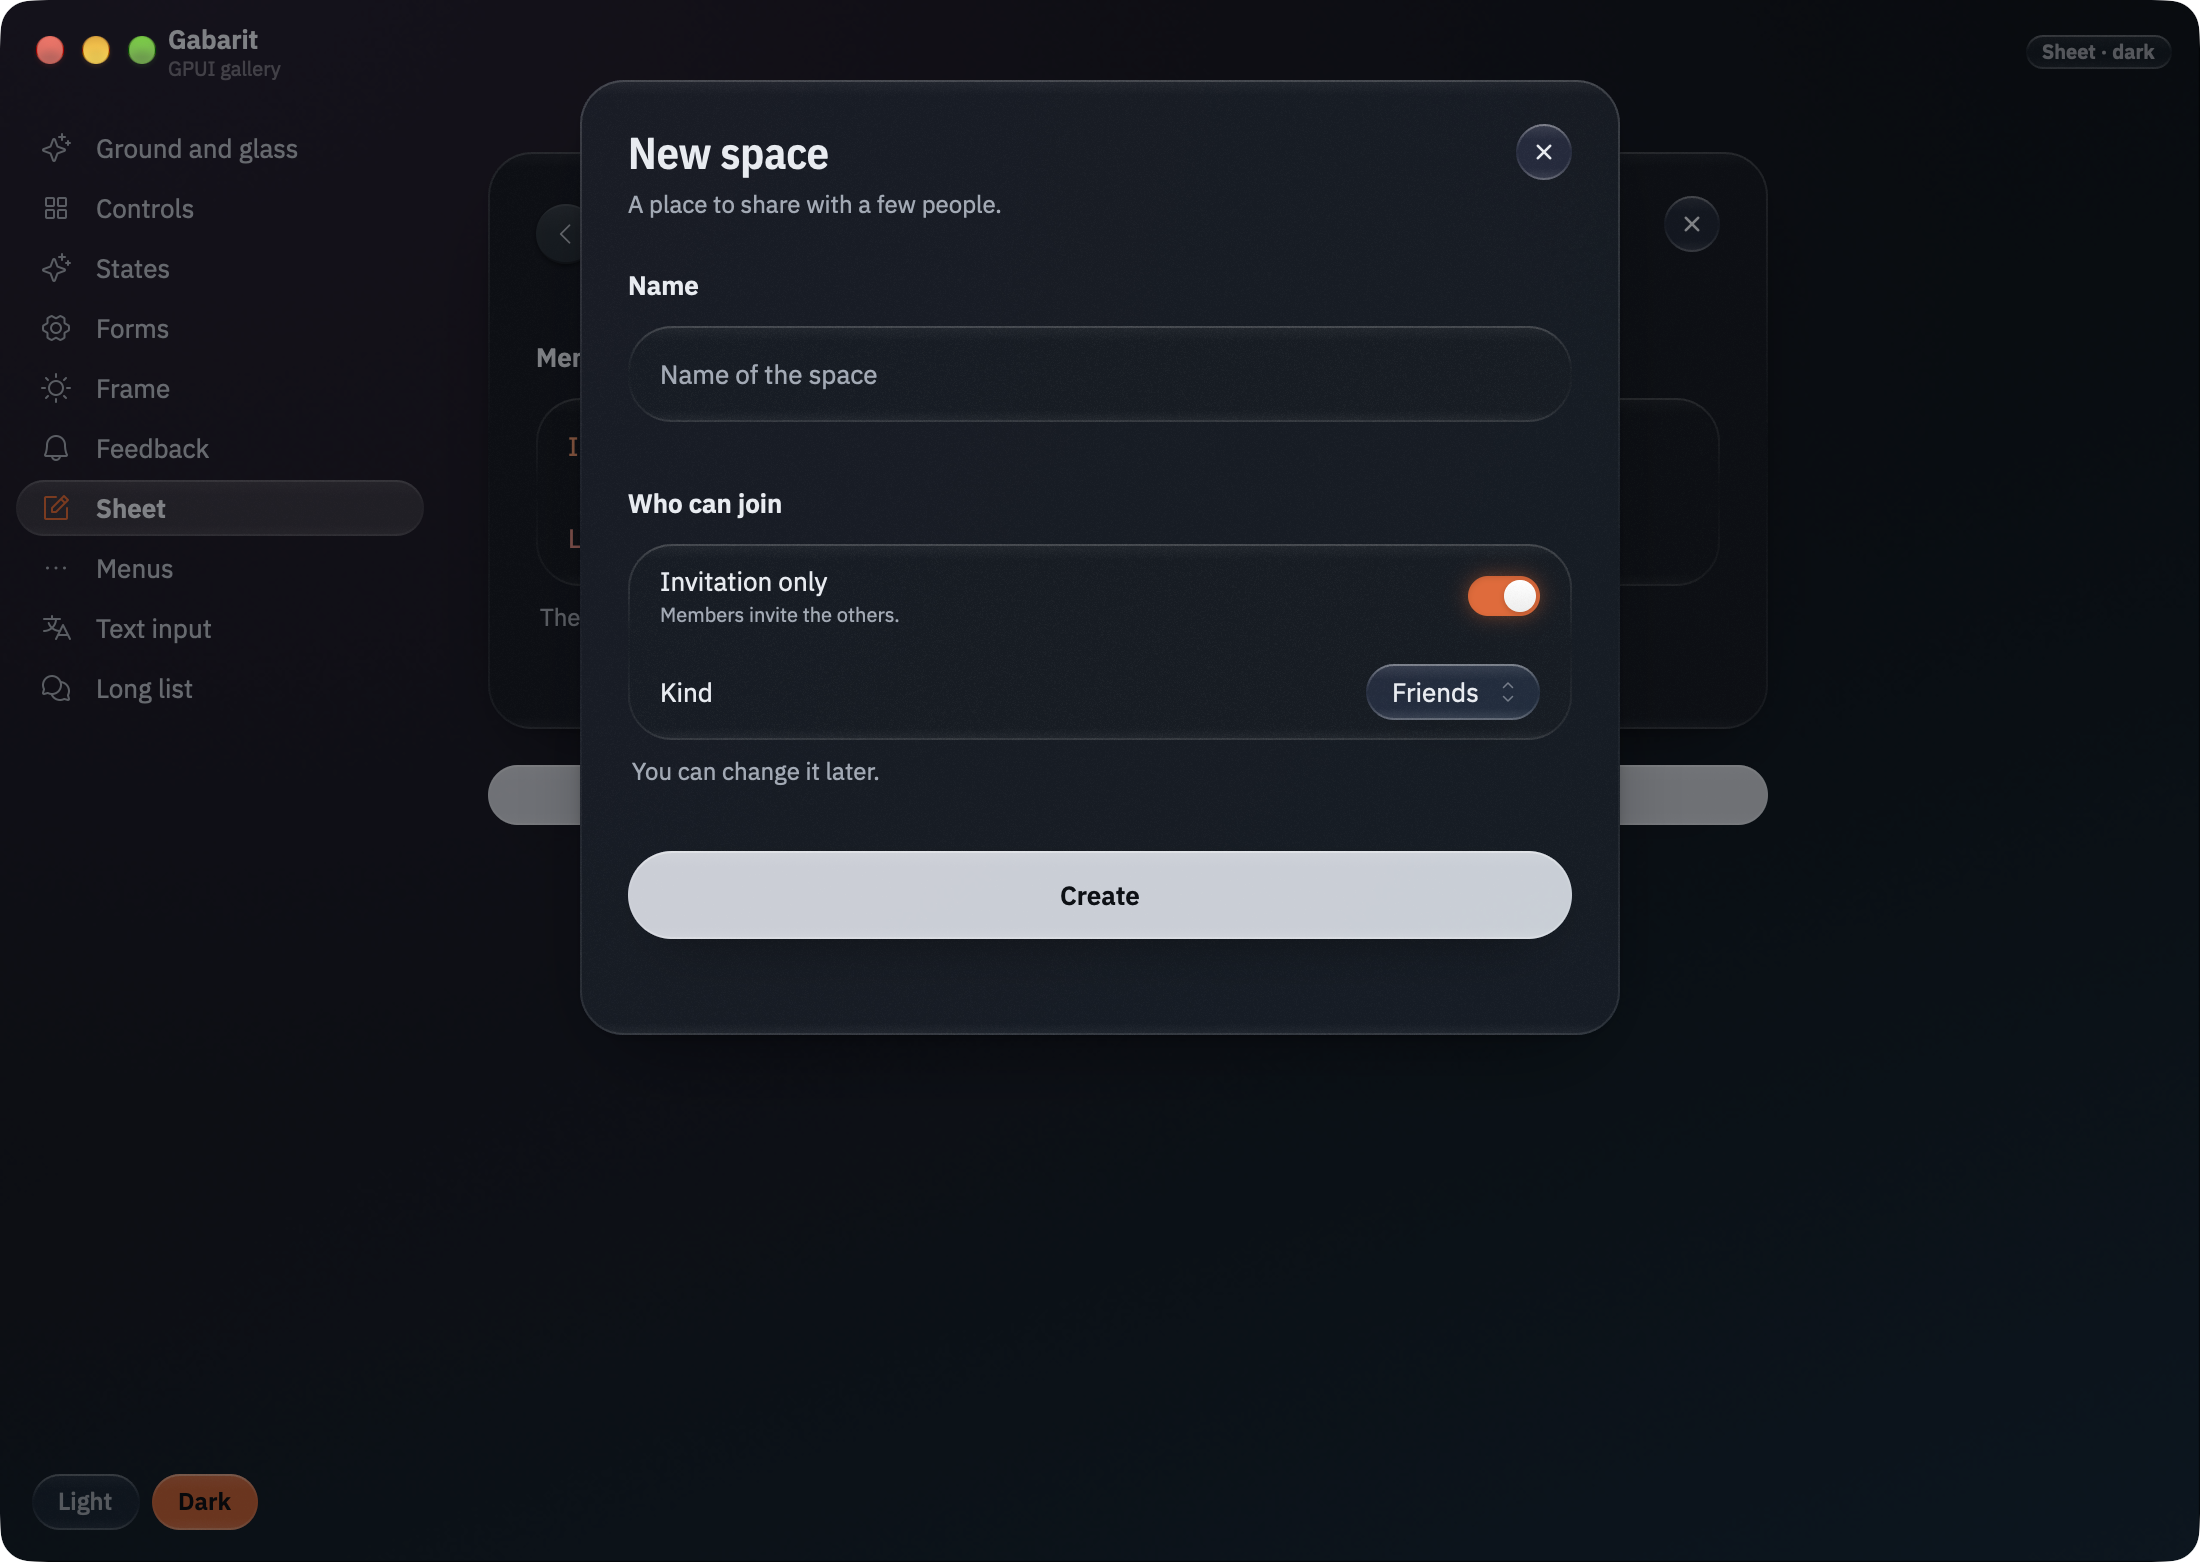 Gabarit
GPUI gallery
Sheet · dark
Ground and glass
Controls
States
Forms
Frame
Feedback
Sheet
Menus
Text input
Long list
Light
Dark
New space
A place to share with a few people.
Name
Name of the space
Who can join
Invitation only
Members invite the others.
Kind
Friends
You can change it later.
Create